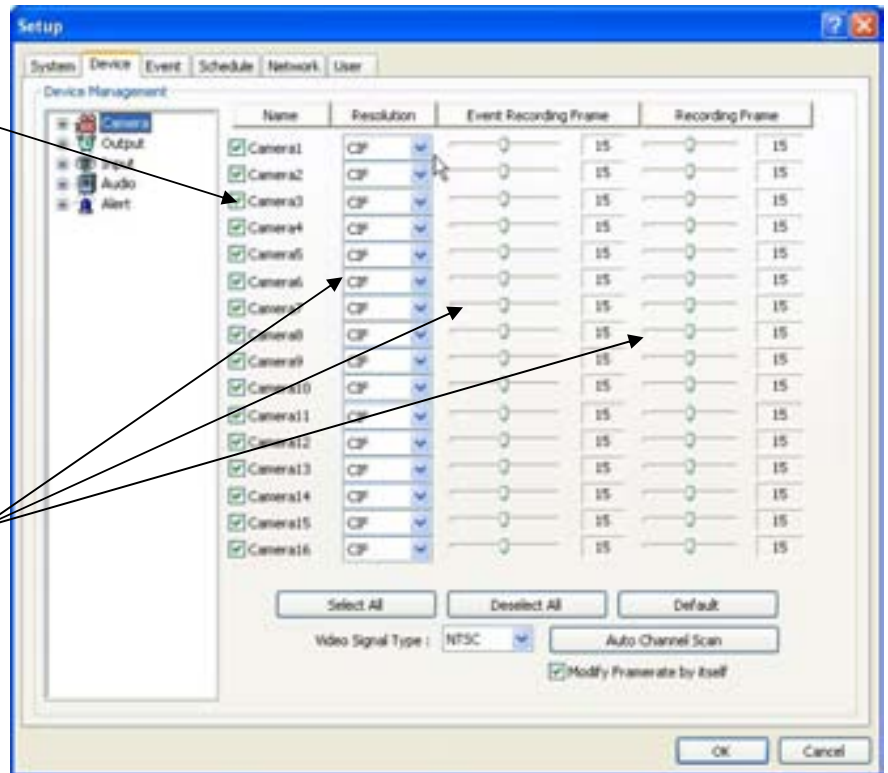 Setup
System Device Event Schedule Network User
Device Management
Camera
Output
Input
Audio
Alert
Name Resolution Event Recording Frame Recording Frame
Camera1 CIF 15 15
Camera2 CIF 15 15
Camera3 CIF 15 15
Camera4 CIF 15 15
Camera5 CIF 15 15
Camera6 CIF 15 15
Camera7 CIF 15 15
Camera8 CIF 15 15
Camera9 CIF 15 15
Camera10 CIF 15 15
Camera11 CIF 15 15
Camera12 CIF 15 15
Camera13 CIF 15 15
Camera14 CIF 15 15
Camera15 CIF 15 15
Camera16 CIF 15 15
Select All Deselect All Default
Video Signal Type : NTSC Auto Channel Scan
Modify Framerate by itself
OK Cancel